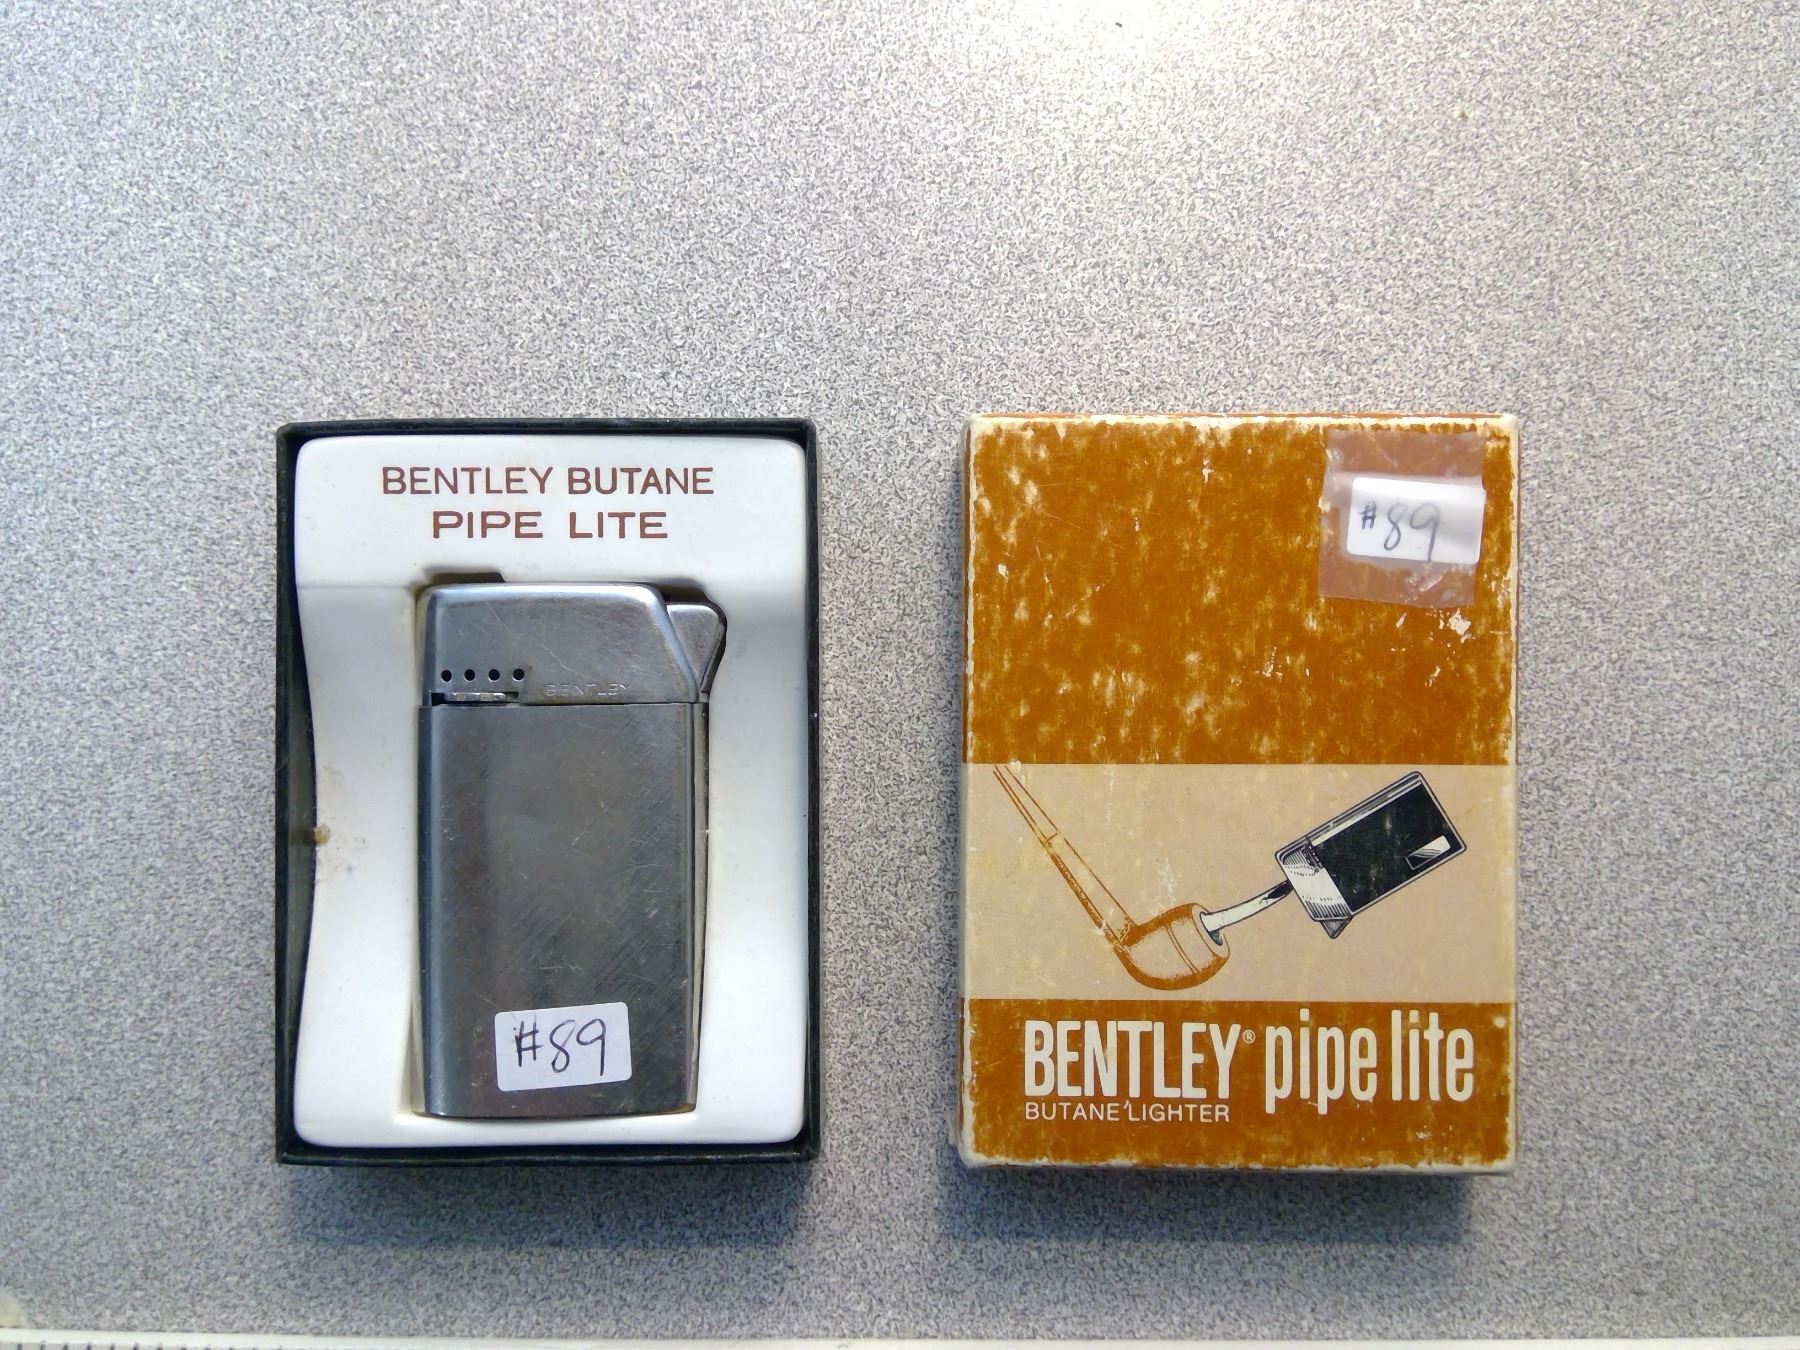 BENTLEY BUTANE
PIPE LITE
BENTLEY
#89
#89
BENTLEY® pipe lite
BUTANE LIGHTER